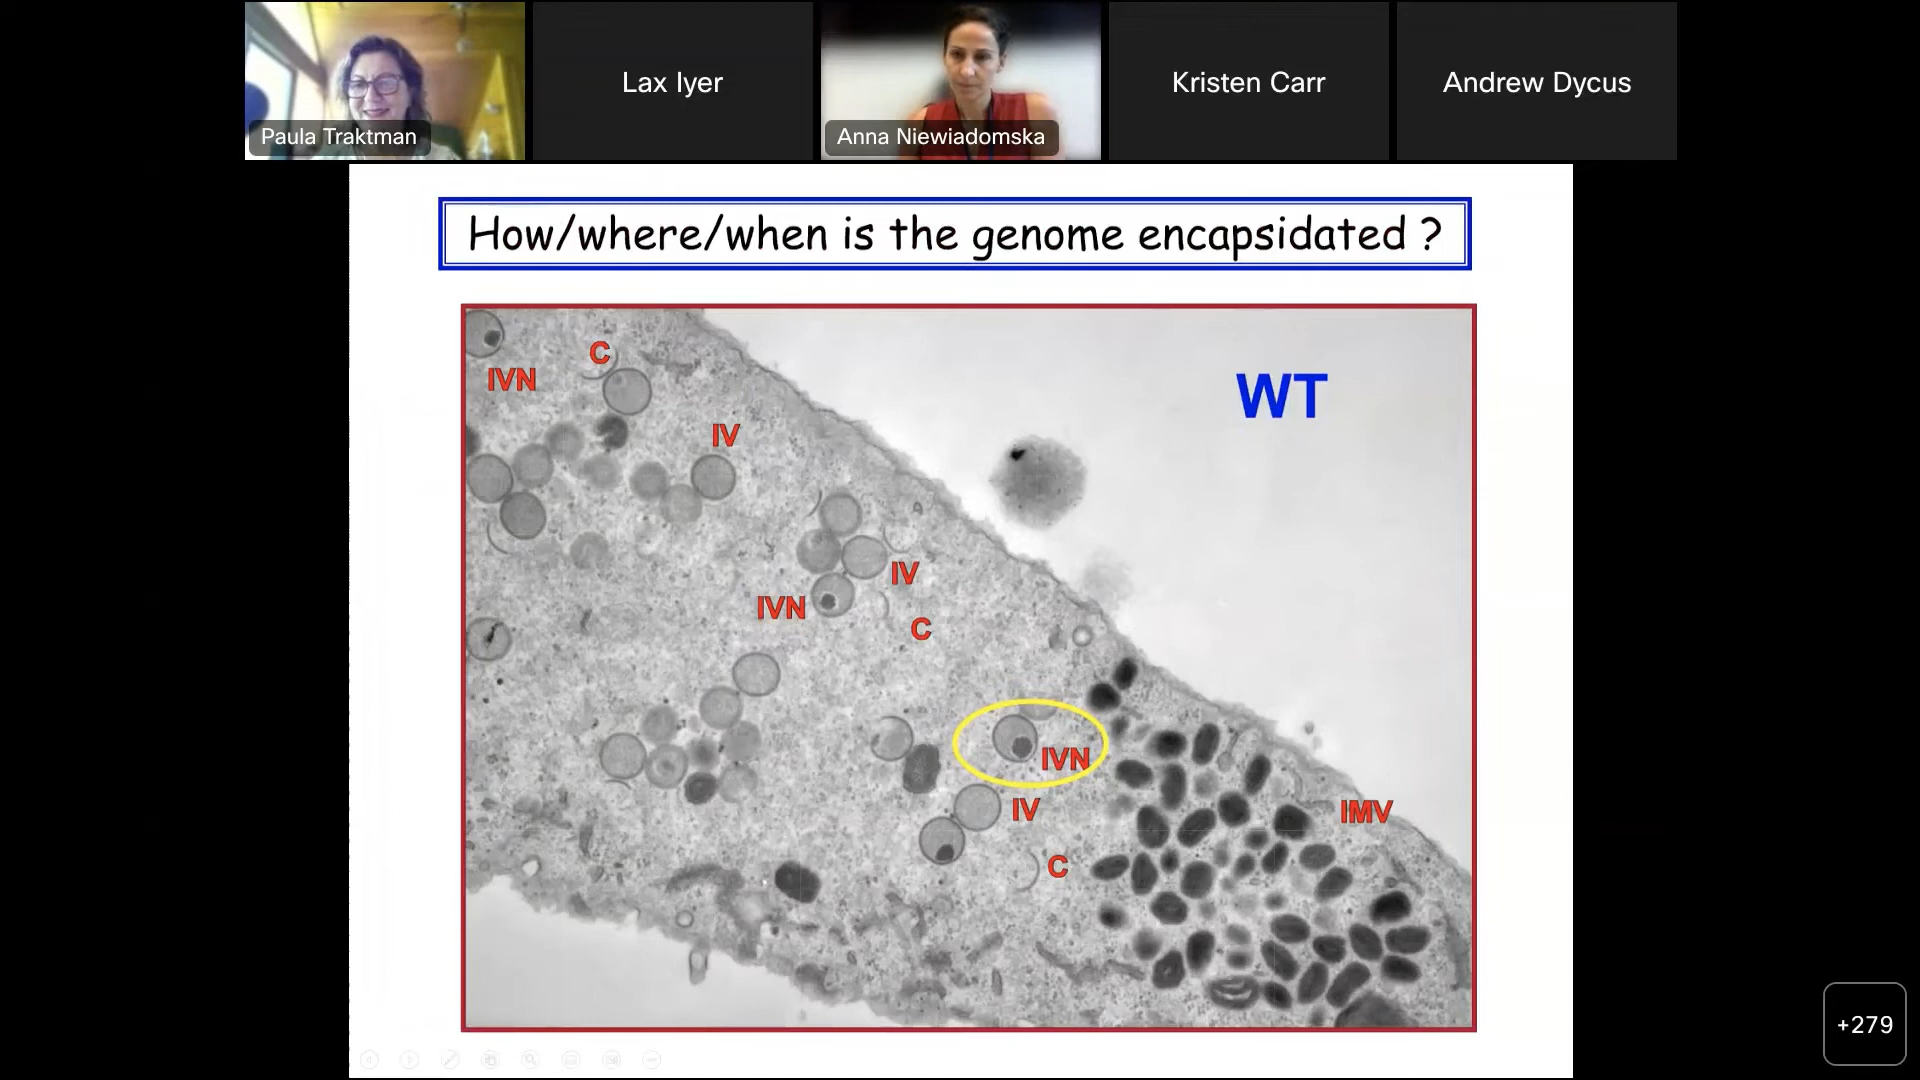 Paula Traktman
Lax Iyer
Anna Niewiadomska
Kristen Carr
Andrew Dycus
How/where/when is the genome encapsidated ?
WT
C
IVN
IV
IV
IVN
C
IVN
IV
IMV
C
+279